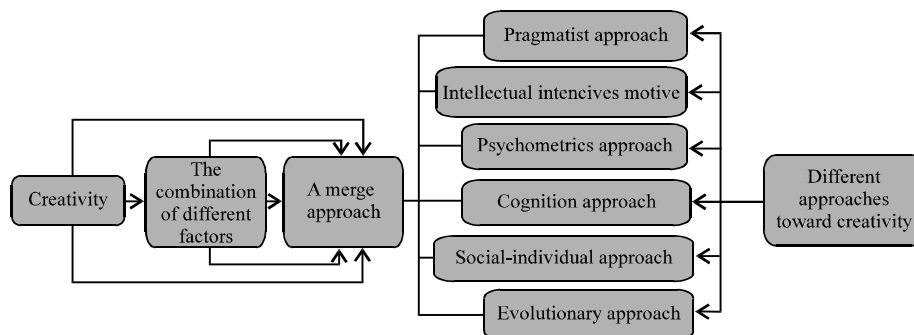 Creativity
The
combination
of different
factors
A merge
approach
Pragmatist approach
Intellectual intencives motive
Psychometrics approach
Cognition approach
Social-individual approach
Evolutionary approach
Different
approaches
toward creativity